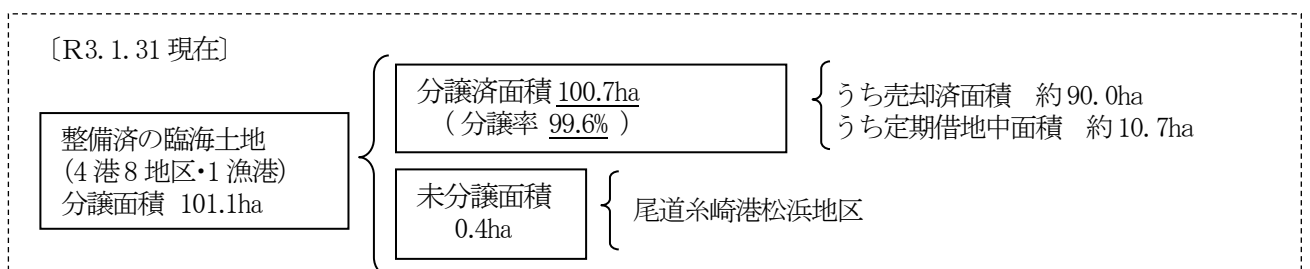 〔R3.1.31 現在〕
整備済の臨海土地
(4 港 8 地区・1 漁港)
分譲面積 101.1ha
分譲済面積 100.7ha
( 分譲率 99.6% )
うち売却済面積 約 90.0ha
うち定期借地中面積 約 10.7ha
未分譲面積
0.4ha
尾道糸崎港松浜地区